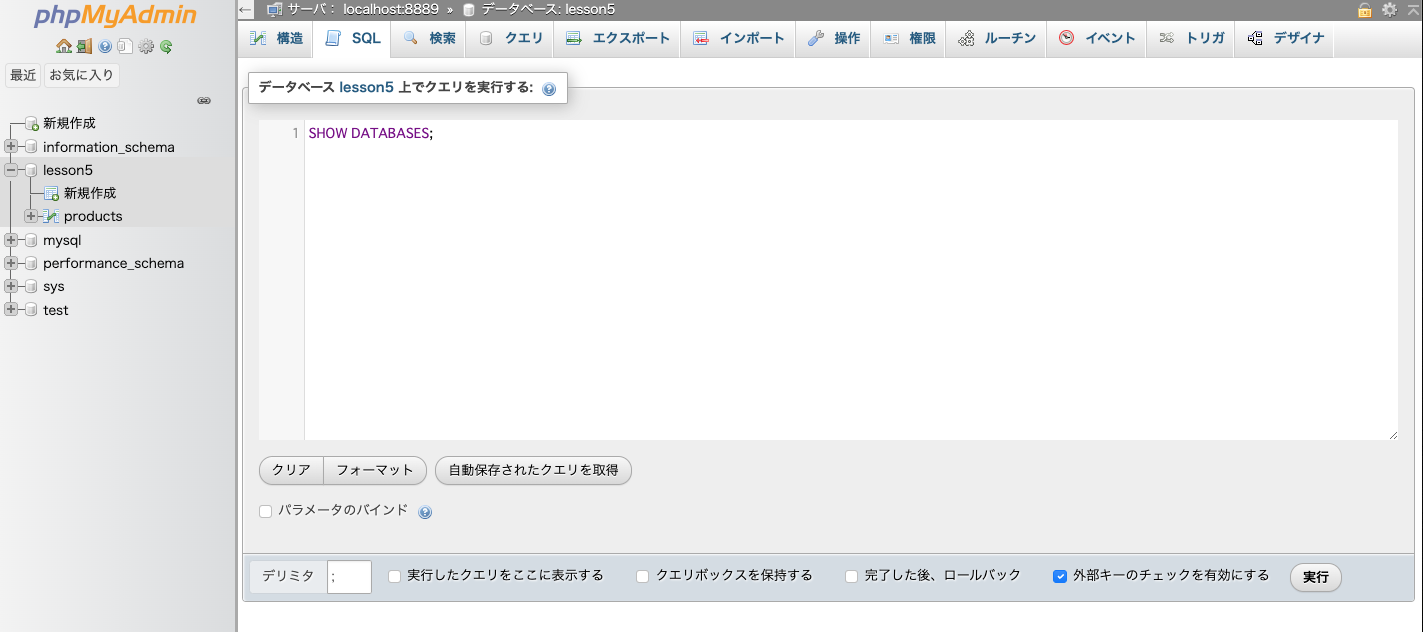 phpMyAdmin
最近 お気に入り
新規作成
information_schema
lesson5
新規作成
products
mysql
performance_schema
sys
test
サーバ： localhost:8889 » データベース: lesson5
構造 SQL 検索 クエリ エクスポート インポート 操作 権限 ルーチン イベント トリガ デザイナ
データベース lesson5 上でクエリを実行する:
1 SHOW DATABASES;
クリア フォーマット 自動保存されたクエリを取得
パラメータのバインド
デリミタ ; 実行したクエリをここに表示する クエリボックスを保持する 完了した後、ロールバック 外部キーのチェックを有効にする 実行